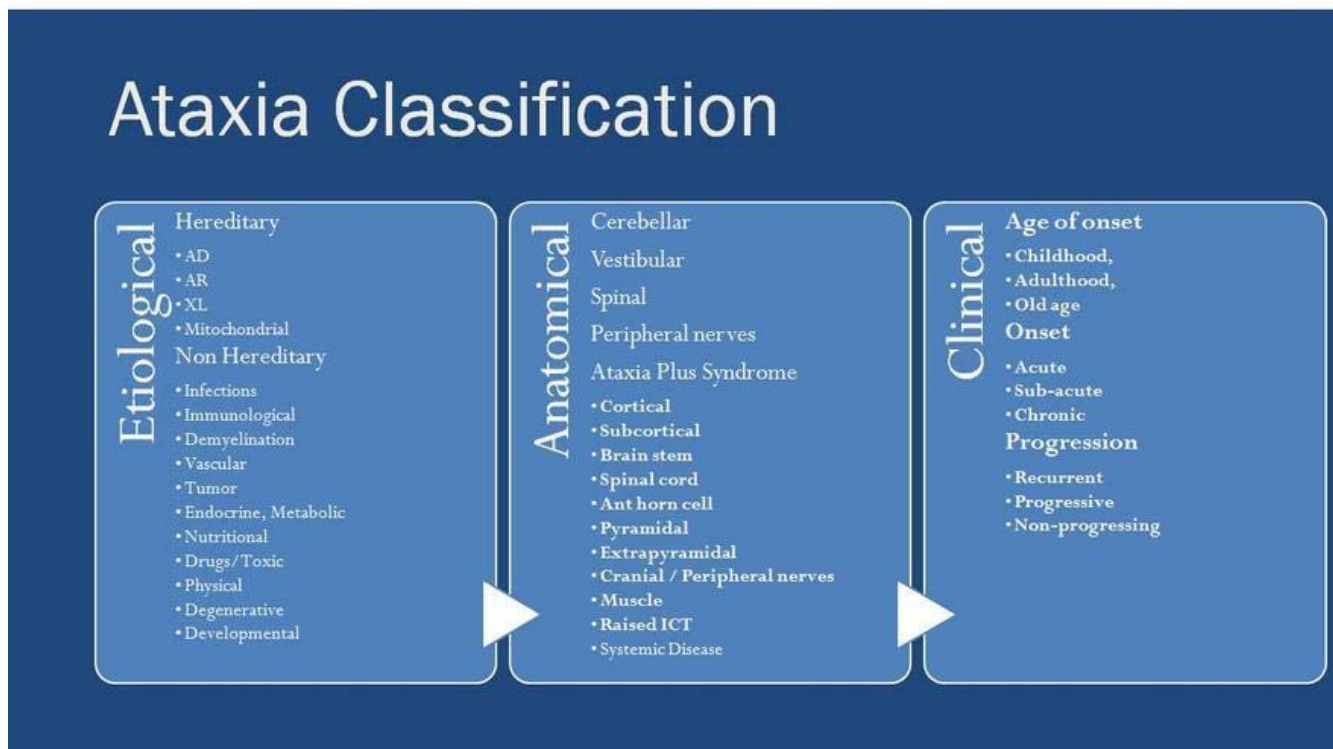 Ataxia Classification
Etiological
Hereditary
• AD
• AR
• XL
• Mitochondrial
Non Hereditary
• Infections
• Immunological
• Demyelination
• Vascular
• Tumor
• Endocrine, Metabolic
• Nutritional
• Drugs/Toxic
• Physical
• Degenerative
• Developmental
Anatomical
Cerebellar
Vestibular
Spinal
Peripheral nerves
Ataxia Plus Syndrome
• Cortical
• Subcortical
• Brain stem
• Spinal cord
• Ant horn cell
• Pyramidal
• Extrapyramidal
• Cranial / Peripheral nerves
• Muscle
• Raised ICT
• Systemic Disease
Clinical
Age of onset
• Childhood,
• Adulthood,
• Old age
Onset
• Acute
• Sub-acute
• Chronic
Progression
• Recurrent
• Progressive
• Non-progressing